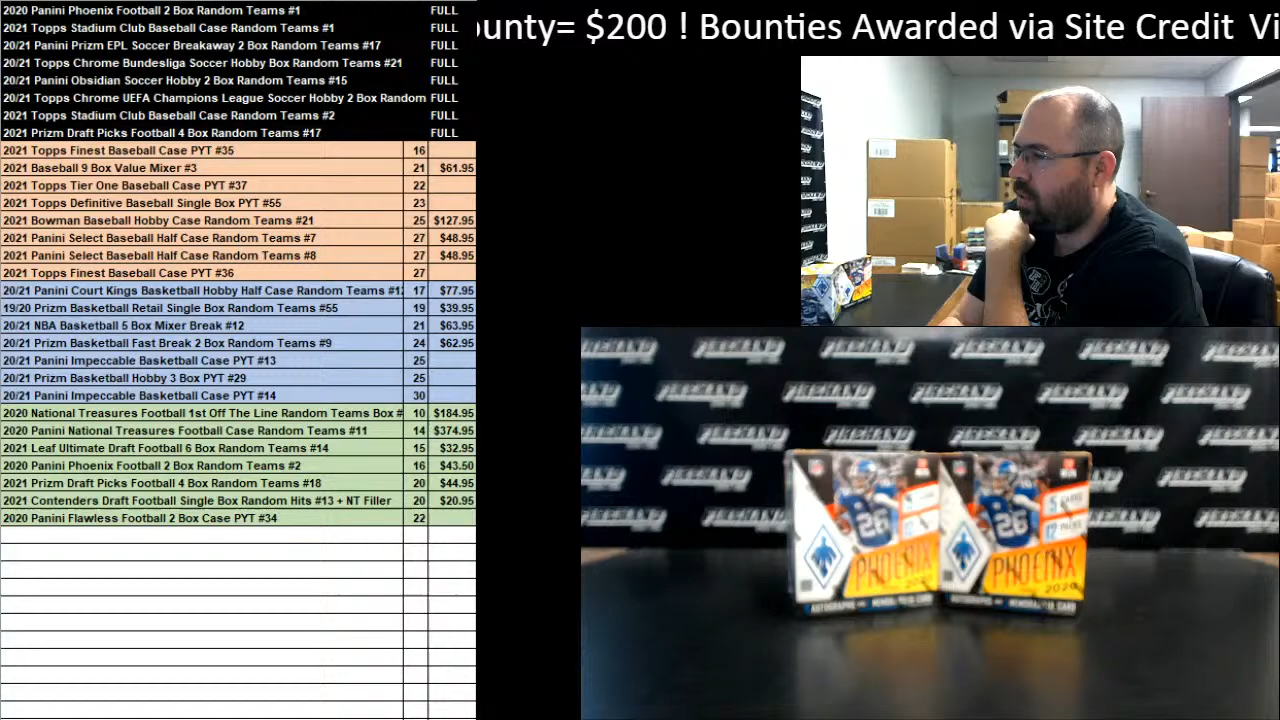 2020 Panini Phoenix Football 2 Box Random Teams #1 FULL
2021 Topps Stadium Club Baseball Case Random Teams #1 FULL
20/21 Panini Prizm EPL Soccer Breakaway 2 Box Random Teams #17 FULL
20/21 Topps Chrome Bundesliga Soccer Hobby Box Random Teams #21 FULL
20/21 Panini Obsidian Soccer Hobby 2 Box Random Teams #15 FULL
20/21 Topps Chrome UEFA Champions League Soccer Hobby 2 Box Random FULL
2021 Topps Stadium Club Baseball Case Random Teams #2 FULL
2021 Prizm Draft Picks Football 4 Box Random Teams #17 FULL
2021 Topps Finest Baseball Case PYT #35 16
2021 Baseball 9 Box Value Mixer #3 21 $61.95
2021 Topps Tier One Baseball Case PYT #37 22
2021 Topps Definitive Baseball Single Box PYT #55 23
2021 Bowman Baseball Hobby Case Random Teams #21 25 $127.95
2021 Panini Select Baseball Half Case Random Teams #7 27 $48.95
2021 Panini Select Baseball Half Case Random Teams #8 27 $48.95
2021 Topps Finest Baseball Case PYT #36 27
20/21 Panini Court Kings Basketball Hobby Half Case Random Teams #12 17 $77.95
19/20 Prizm Basketball Retail Single Box Random Teams #55 19 $39.95
20/21 NBA Basketball 5 Box Mixer Break #12 21 $63.95
20/21 Prizm Basketball Fast Break 2 Box Random Teams #9 24 $62.95
20/21 Panini Impeccable Basketball Case PYT #13 25
20/21 Prizm Basketball Hobby 3 Box PYT #29 25
20/21 Panini Impeccable Basketball Case PYT #14 30
2020 National Treasures Football 1st Off The Line Random Teams Box # 10 $184.95
2020 Panini National Treasures Football Case Random Teams #11 14 $374.95
2021 Leaf Ultimate Draft Football 6 Box Random Teams #14 15 $32.95
2020 Panini Phoenix Football 2 Box Random Teams #2 16 $43.50
2021 Prizm Draft Picks Football 4 Box Random Teams #18 20 $44.95
2021 Contenders Draft Football Single Box Random Hits #13 + NT Filler 20 $20.95
2020 Panini Flawless Football 2 Box Case PYT #34 22
ounty= $200 ! Bounties Awarded via Site Credit Vi
PHOENIX
2020
26
PHOENIX
2020
26
5 CARDS
12 PACKS